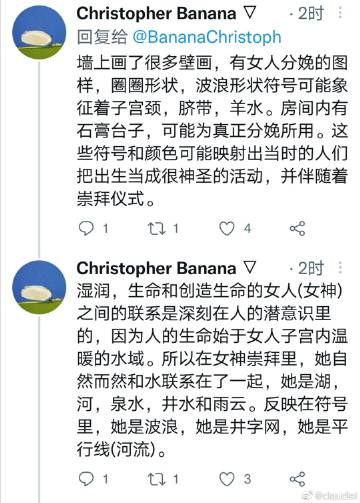 Christopher Banana ▽ · 2时
回复给 @BananaChristoph
墙上画了很多壁画，有女人分娩的图
样，圈圈形状，波浪形状符号可能象
征着子宫颈，脐带，羊水。房间内有
石膏台子，可能为真正分娩所用。这
些符号和颜色可能映射出当时的人们
把出生当成很神圣的活动，并伴随着
崇拜仪式。
1 1 4
Christopher Banana ▽ · 2时
湿润，生命和创造生命的女人(女神)
之间的联系是深刻在人的潜意识里
的，因为人的生命始于女人子宫内温
暖的水域。所以在女神崇拜里，她自
然而然和水联系在了一起，她是湖，
河，泉水，井水和雨云。反映在符号
里，她是波浪，她是井字网，她是平
行线(河流)。
1 1 3